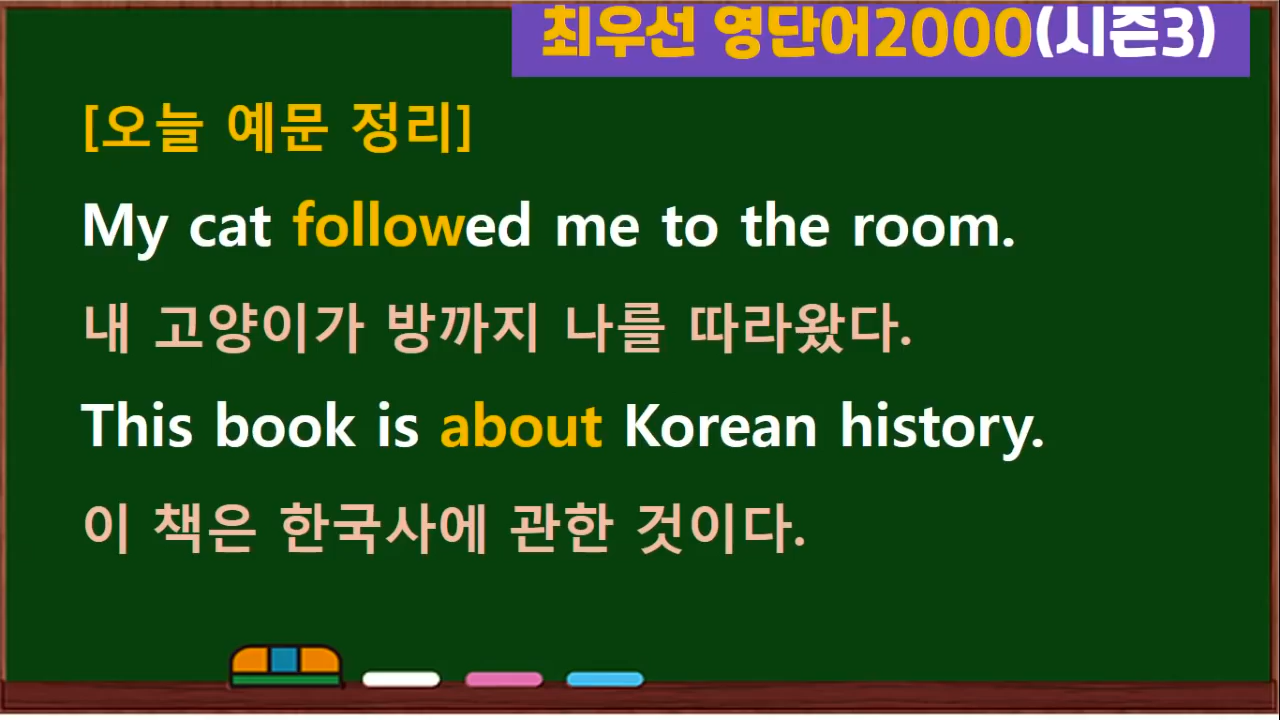 최우선 영단어2000(시즌3)
[오늘 예문 정리]
My cat followed me to the room.
내 고양이가 방까지 나를 따라왔다.
This book is about Korean history.
이 책은 한국사에 관한 것이다.